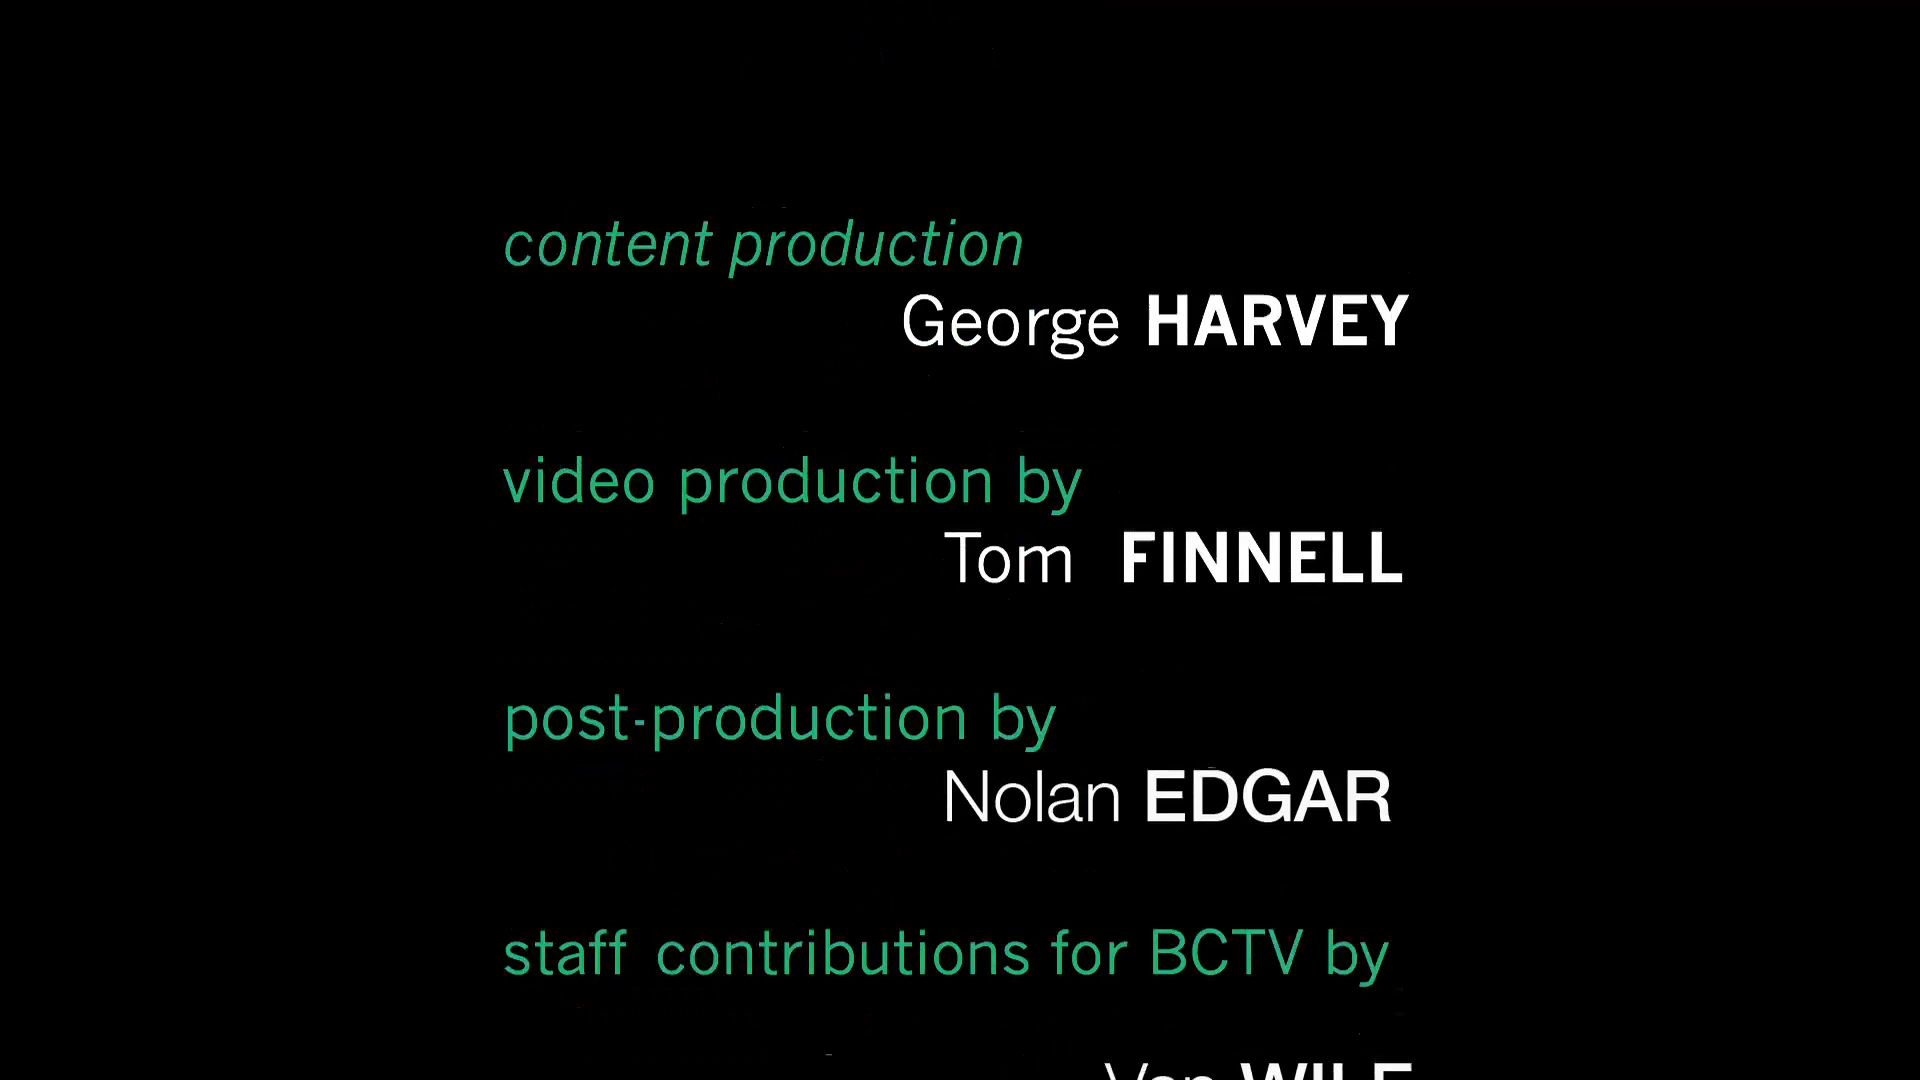 content production
George HARVEY
video production by
Tom FINNELL
post-production by
Nolan EDGAR
staff contributions for BCTV by